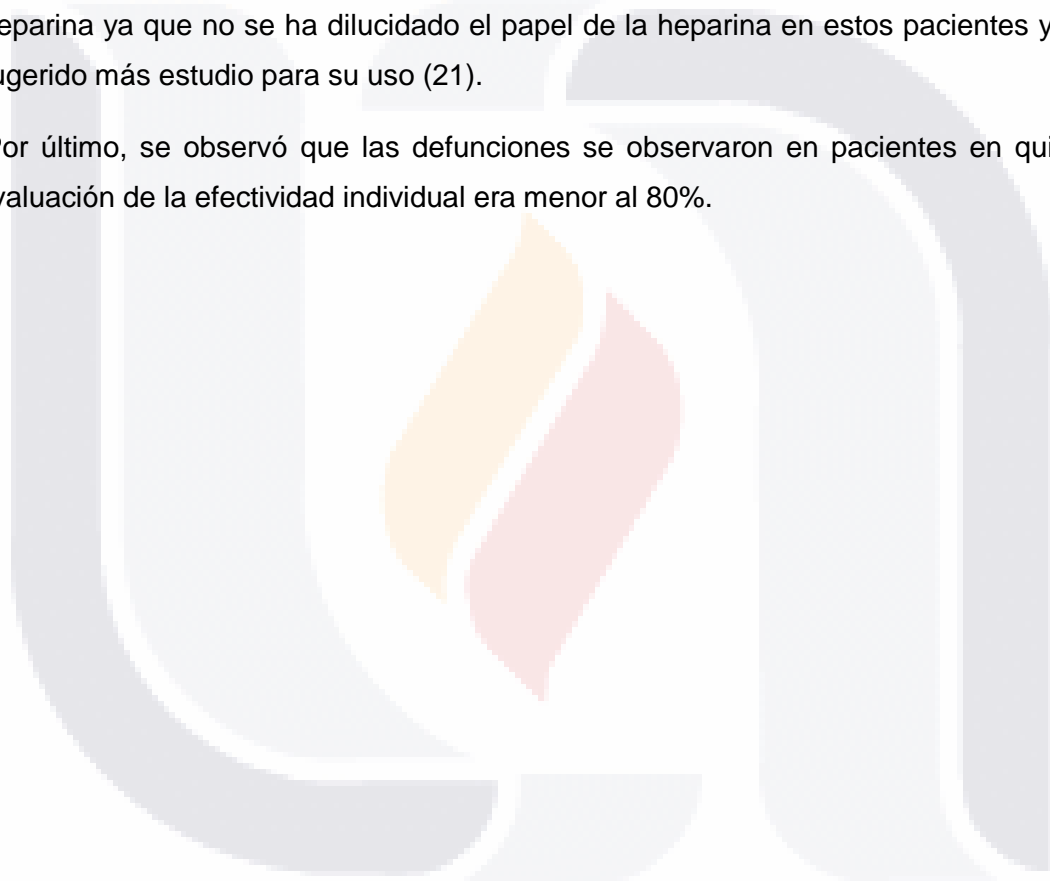 eparina ya que no se ha dilucidado el papel de la heparina en estos pacientes y
ugerido más estudio para su uso (21).
Por último, se observó que las defunciones se observaron en pacientes en qui
valuación de la efectividad individual era menor al 80%.